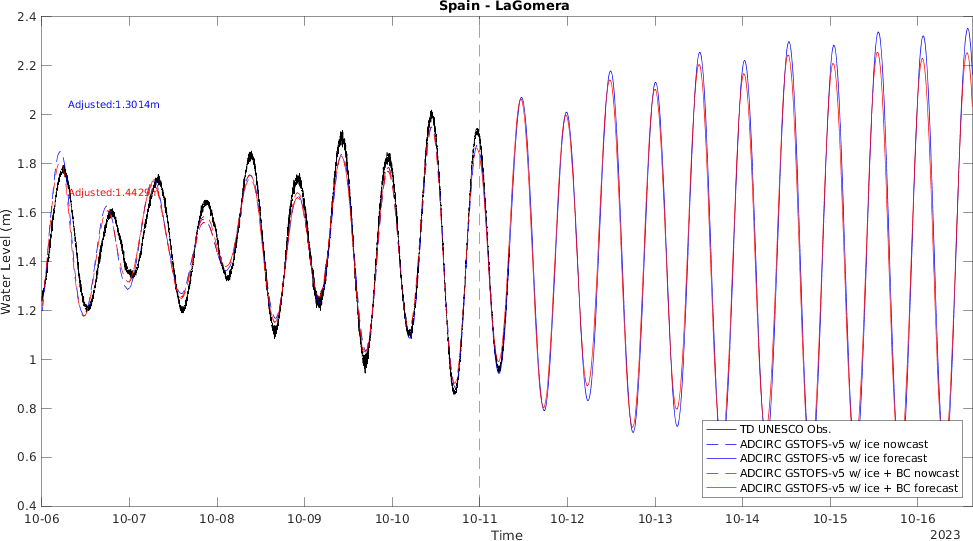 Spain - LaGomera
2.4
2.2
2
1.8
1.6
1.4
1.2
1
0.8
0.6
0.4
Water Level (m)
Adjusted:1.3014m
Adjusted:1.4429m
TD UNESCO Obs.
ADCIRC GSTOFS-v5 w/ ice nowcast
ADCIRC GSTOFS-v5 w/ ice forecast
ADCIRC GSTOFS-v5 w/ ice + BC nowcast
ADCIRC GSTOFS-v5 w/ ice + BC forecast
10-06 10-07 10-08 10-09 10-10 10-11 10-12 10-13 10-14 10-15 10-16
2023
Time